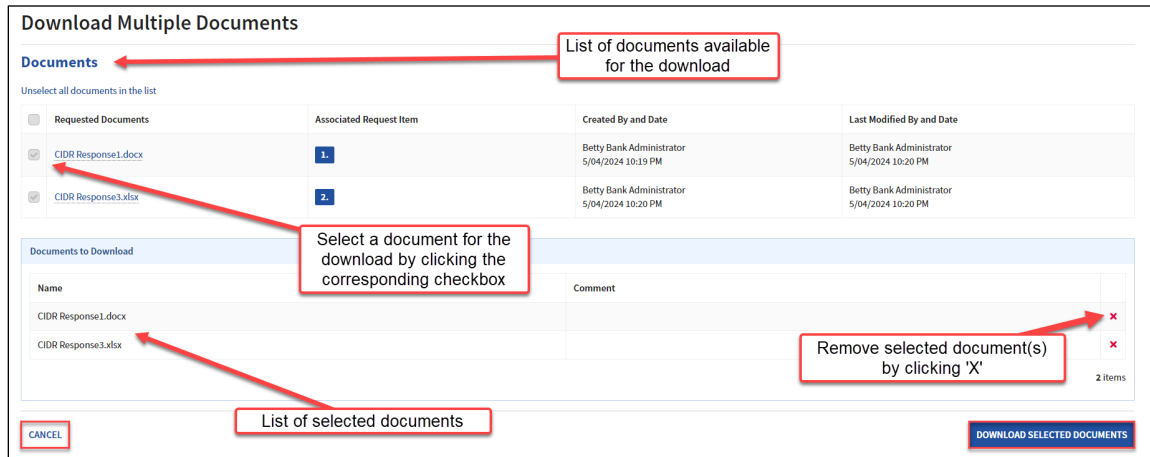 Download Multiple Documents
List of documents available
for the download
Documents
Unselect all documents in the list
Requested Documents Associated Request Item Created By and Date Last Modified By and Date
CIDR Response1.docx 1. Betty Bank Administrator Betty Bank Administrator
5/04/2024 10:19 PM 5/04/2024 10:20 PM
CIDR Response3.xlsx 2. Betty Bank Administrator Betty Bank Administrator
5/04/2024 10:20 PM 5/04/2024 10:20 PM
Select a document for the
download by clicking the
corresponding checkbox
Documents to Download
Name Comment
CIDR Response1.docx
CIDR Response3.xlsx
Remove selected document(s)
by clicking 'X'
2 items
List of selected documents
CANCEL DOWNLOAD SELECTED DOCUMENTS